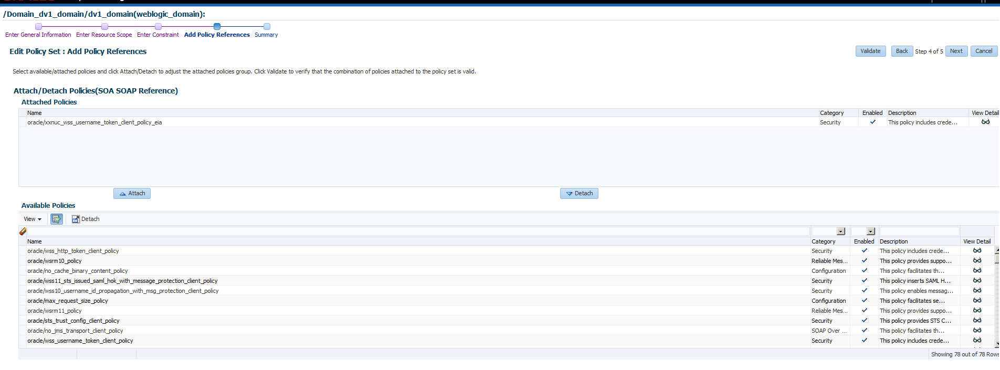 /Domain_dv1_domain/dv1_domain(weblogic_domain):
Enter General Information Enter Resource Scope Enter Constraint Add Policy References Summary
Edit Policy Set : Add Policy References
Validate Back Step 4 of 5 Next Cancel
Select available/attached policies and click Attach/Detach to adjust the attached policies group. Click Validate to verify that the combination of policies attached to the policy set is valid.
Attach/Detach Policies(SOA SOAP Reference)
Attached Policies
Name Category Enabled Description View Detail
oracle/xxnuc_wss_username_token_client_policy_eia Security This policy includes crede...
Attach Detach
Available Policies
View Detach
Name Category Enabled Description View Detail
oracle/wss_http_token_client_policy Security This policy includes crede...
oracle/wsrm10_policy Reliable Mes... This policy provides suppo...
oracle/no_cache_binary_content_policy Configuration This policy facilitates th...
oracle/wss11_sts_issued_saml_hok_with_message_protection_client_policy Security This policy inserts SAML H...
oracle/wss10_username_id_propagation_with_msg_protection_client_policy Security This policy enables messag...
oracle/max_request_size_policy Configuration This policy facilitates se...
oracle/wsrm11_policy Reliable Mes... This policy provides suppo...
oracle/sts_trust_config_client_policy Security This policy provides STS C...
oracle/no_jms_transport_client_policy SOAP Over ... This policy facilitates th...
oracle/wss_username_token_client_policy Security This policy includes crede...
Showing 78 out of 78 Rows